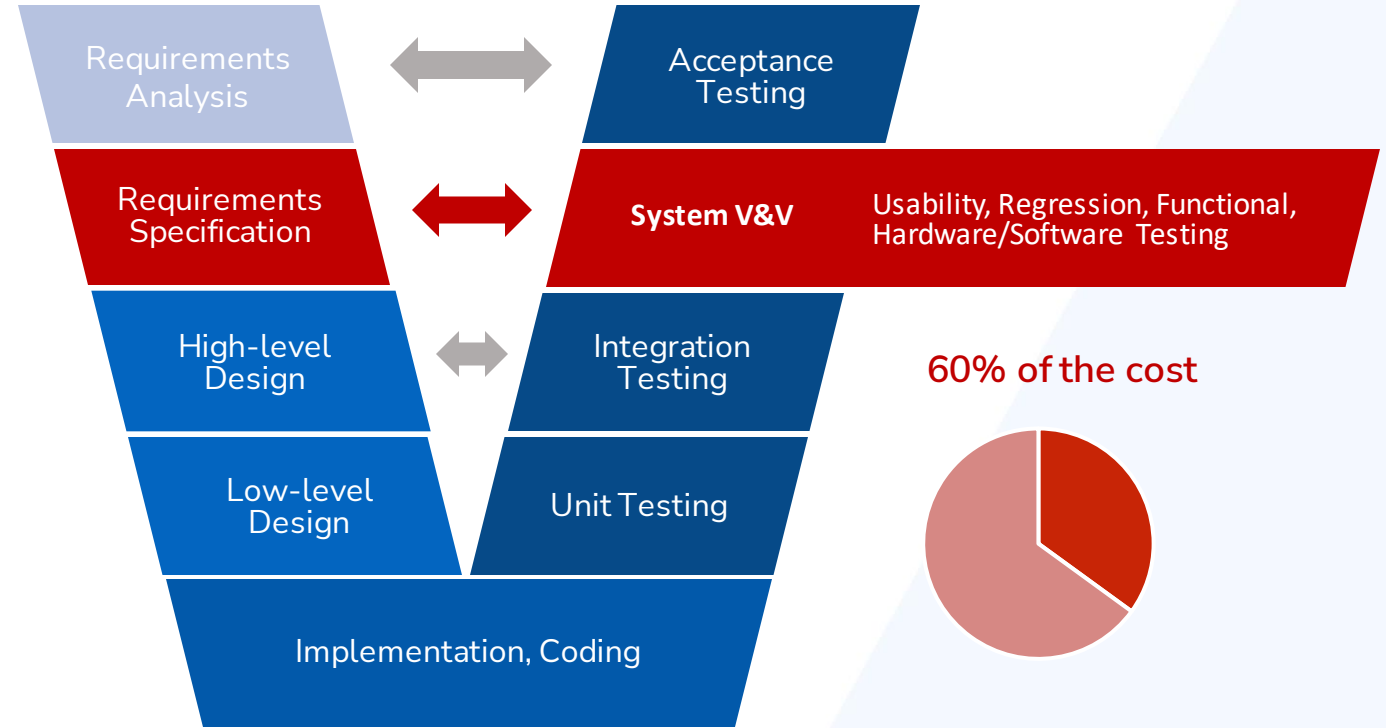 Requirements
Analysis
Acceptance
Testing
Requirements
Specification
System V&V
Usability, Regression, Functional,
Hardware/Software Testing
High-level
Design
Integration
Testing
60% of the cost
Low-level
Design
Unit Testing
Implementation, Coding